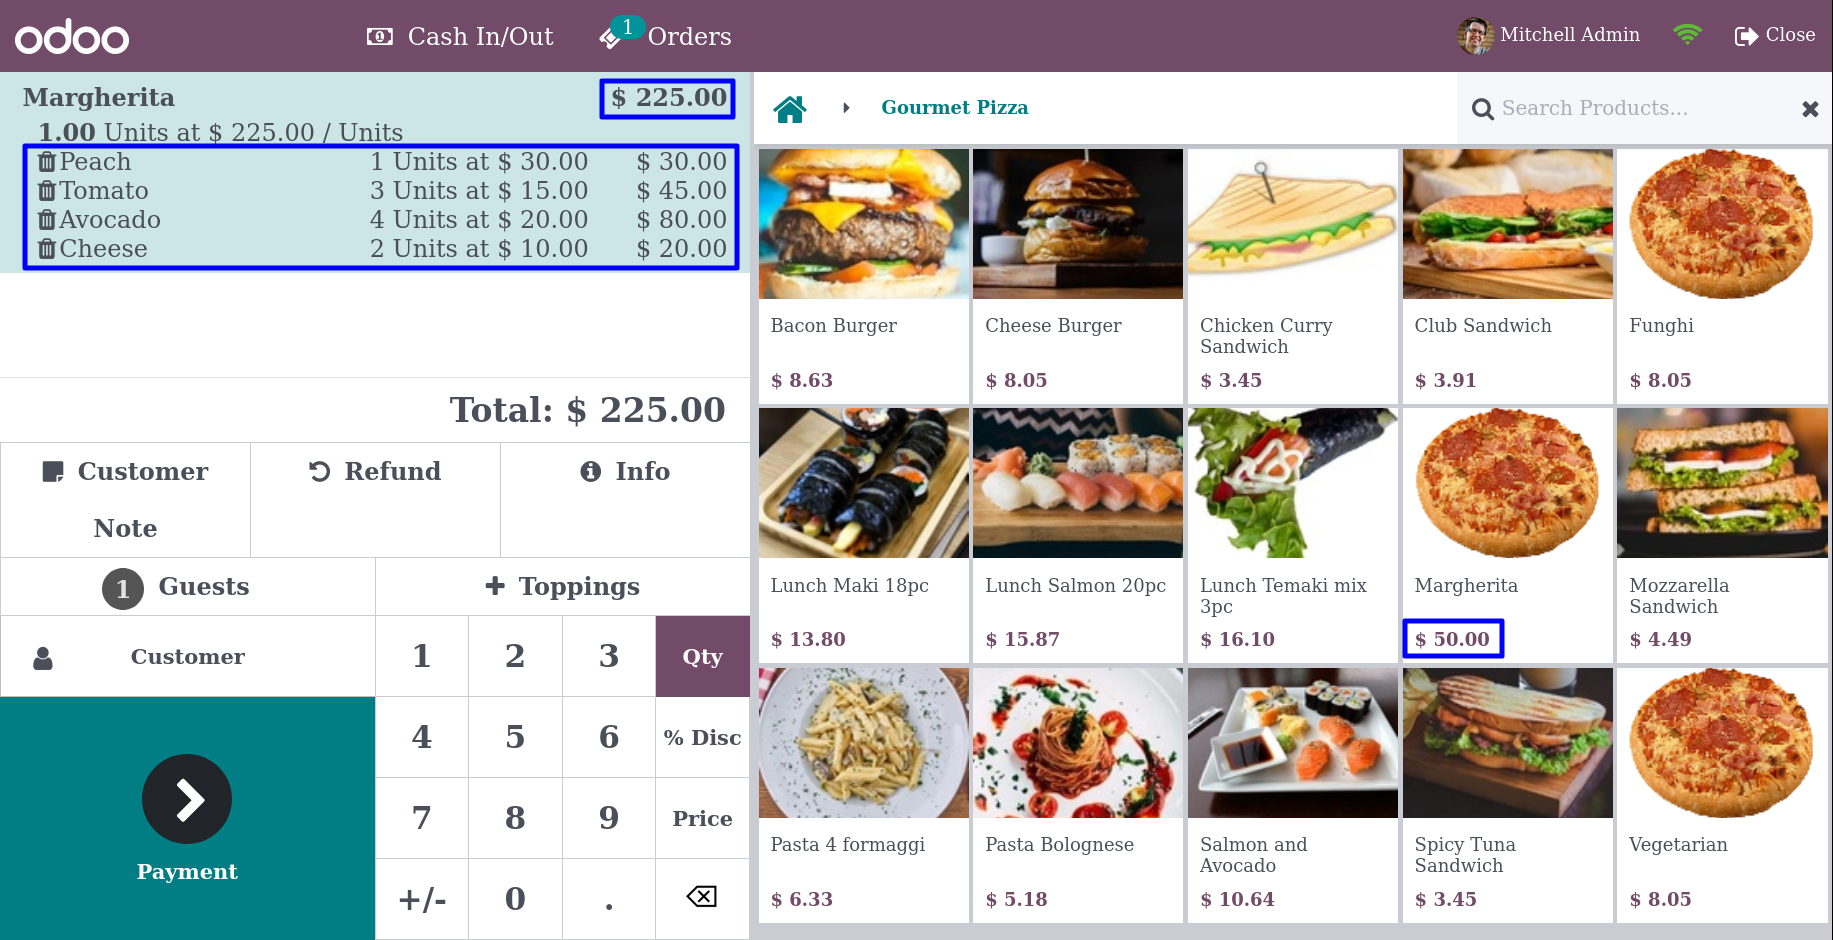 odoo
Cash In/Out
1
Orders
Mitchell Admin
Close
Margherita $ 225.00
1.00 Units at $ 225.00 / Units
Peach 1 Units at $ 30.00 $ 30.00
Tomato 3 Units at $ 15.00 $ 45.00
Avocado 4 Units at $ 20.00 $ 80.00
Cheese 2 Units at $ 10.00 $ 20.00
Total: $ 225.00
Customer
Note
Refund
Info
1 Guests
Toppings
Customer
1 2 3 Qty
4 5 6 % Disc
7 8 9 Price
+/- 0 .
Payment
Gourmet Pizza
Search Products...
Bacon Burger
$ 8.63
Cheese Burger
$ 8.05
Chicken Curry
Sandwich
$ 3.45
Club Sandwich
$ 3.91
Funghi
$ 8.05
Lunch Maki 18pc
$ 13.80
Lunch Salmon 20pc
$ 15.87
Lunch Temaki mix
3pc
$ 16.10
Margherita
$ 50.00
Mozzarella
Sandwich
$ 4.49
Pasta 4 formaggi
$ 6.33
Pasta Bolognese
$ 5.18
Salmon and
Avocado
$ 10.64
Spicy Tuna
Sandwich
$ 3.45
Vegetarian
$ 8.05